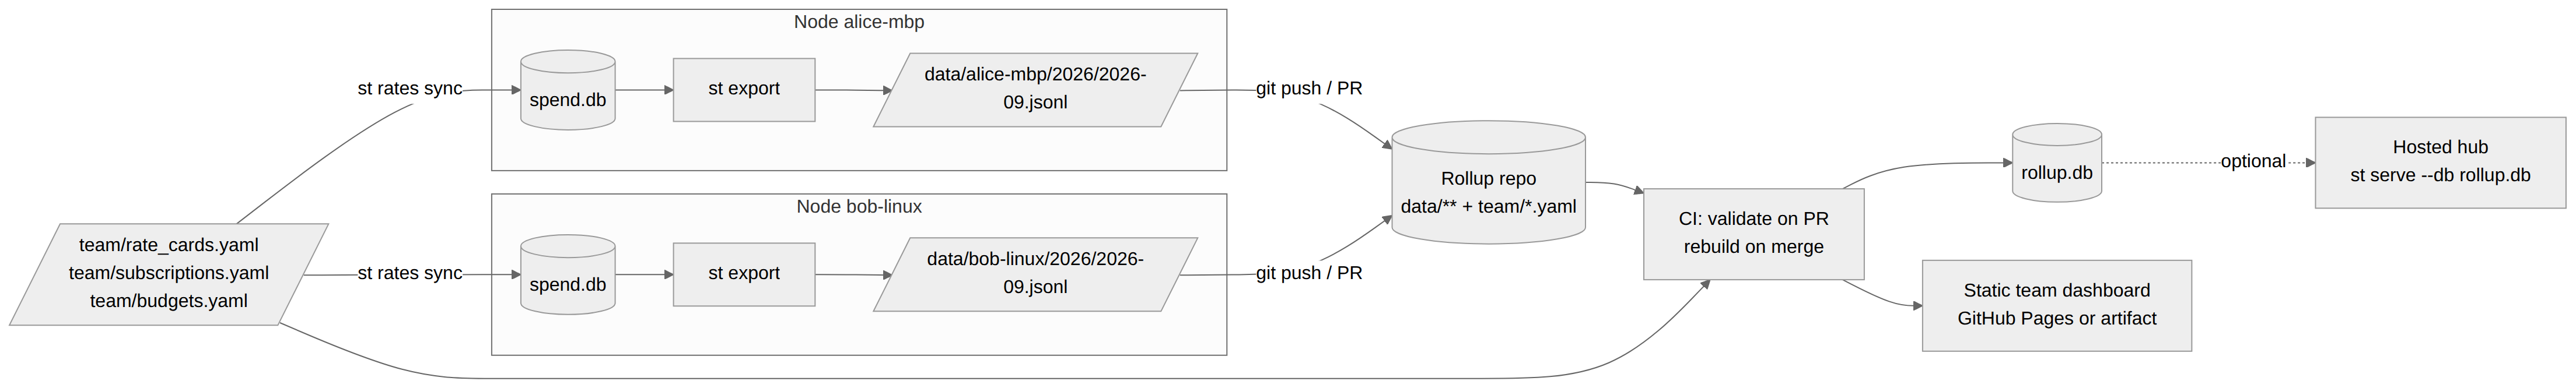 Node alice-mbp
st rates sync
spend.db
st export
data/alice-mbp/2026/2026-
09.jsonl
git push / PR
Node bob-linux
team/rate_cards.yaml
team/subscriptions.yaml
team/budgets.yaml
st rates sync
spend.db
st export
data/bob-linux/2026/2026-
09.jsonl
git push / PR
Rollup repo
data/** + team/*.yaml
CI: validate on PR
rebuild on merge
rollup.db
optional
Hosted hub
st serve --db rollup.db
Static team dashboard
GitHub Pages or artifact